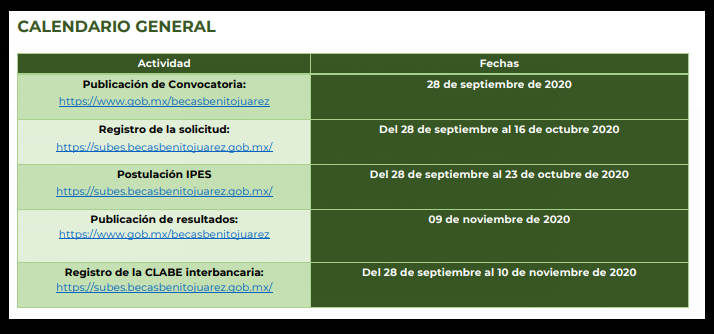 CALENDARIO GENERAL
Actividad Fechas
Publicación de Convocatoria: 28 de septiembre de 2020
https://www.gob.mx/becasbenitojuarez
Registro de la solicitud: Del 28 de septiembre al 16 de octubre 2020
https://subes.becasbenitojuarez.gob.mx/
Postulación IPES Del 28 de septiembre al 23 de octubre de 2020
https://subes.becasbenitojuarez.gob.mx/
Publicación de resultados: 09 de noviembre de 2020
https://www.gob.mx/becasbenitojuarez
Registro de la CLABE interbancaria: Del 28 de septiembre al 10 de noviembre de 2020
https://subes.becasbenitojuarez.gob.mx/